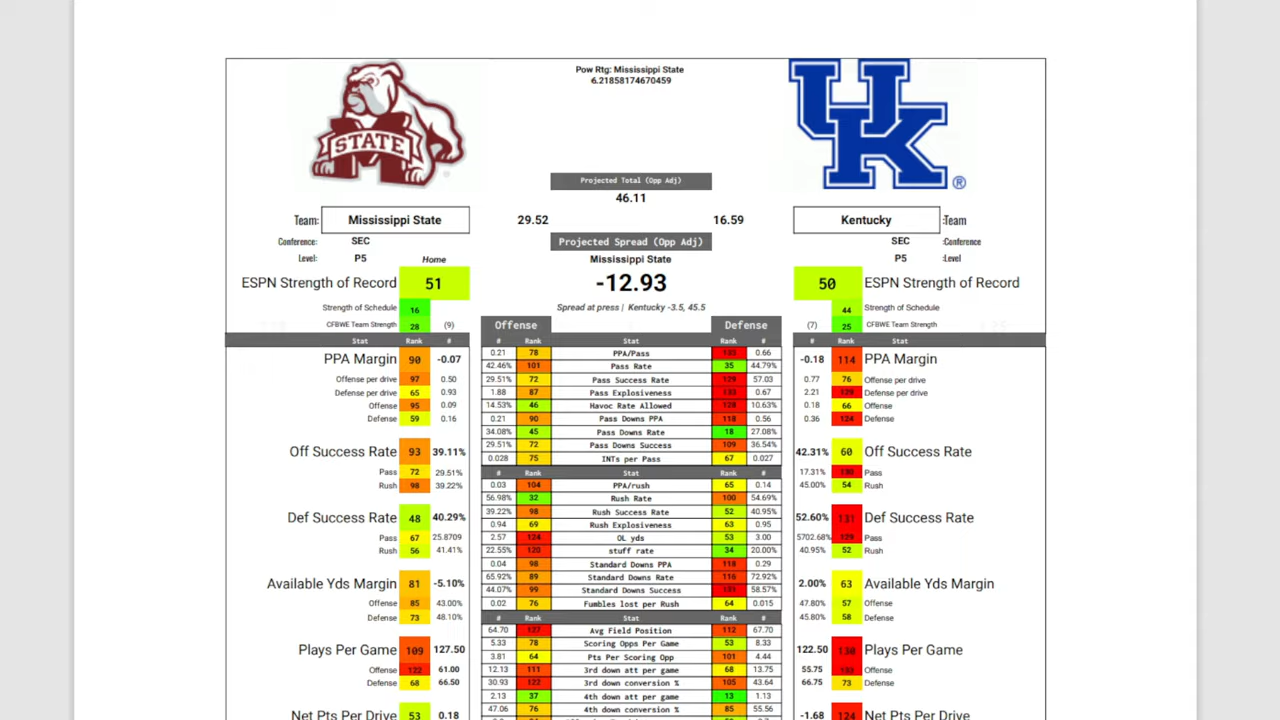 Pow Rtg: Mississippi State
6.21858174670459
STATE
UK
®
Projected Total (Opp Adj)
46.11
29.52 16.59
Team: Mississippi State Kentucky :Team
Conference: SEC SEC :Conference
Level: P5 Home P5 :Level
Projected Spread (Opp Adj)
Mississippi State
-12.93
Spread at press | Kentucky -3.5, 45.5
ESPN Strength of Record 51 50 ESPN Strength of Record
Strength of Schedule 16 44 Strength of Schedule
CFBWE Team Strength 28 (9) Offense Defense (7) 25 CFBWE Team Strength
Stat Rank # # Rank Stat Rank # # Rank Stat
PPA Margin 90 -0.07 -0.18 114 PPA Margin
Offense per drive 97 0.50 0.77 76 Offense per drive
Defense per drive 65 0.93 2.21 Defense per drive
Offense 95 0.09 0.18 66 Offense
Defense 59 0.16 0.36 124 Defense
Off Success Rate 93 39.11% 42.31% 60 Off Success Rate
Pass 72 29.51% 17.31% Pass
Rush 98 39.22% 45.00% 54 Rush
Def Success Rate 48 40.29% 52.60% 131 Def Success Rate
Pass 67 25.8709 5702.68% 129 Pass
Rush 56 41.41% 40.95% 52 Rush
Available Yds Margin 81 -5.10% 2.00% 63 Available Yds Margin
Offense 85 43.00% 47.80% 57 Offense
Defense 73 48.10% 45.80% 58 Defense
Plays Per Game 109 127.50 122.50 130 Plays Per Game
Offense 122 61.00 55.75 Offense
Defense 68 66.50 66.75 73 Defense
Net Pts Per Drive 53 0.18 -1.68 124 Net Pts Per Drive
0.21 78 PPA/Pass 0.66
42.46% 101 Pass Rate 35 44.79%
29.51% 72 Pass Success Rate 129 57.03
1.88 87 Pass Explosiveness 0.67
14.53% 46 Havoc Rate Allowed 128 10.63%
0.21 90 Pass Downs PPA 118 0.56
34.08% 45 Pass Downs Rate 18 27.08%
29.51% 72 Pass Downs Success 109 36.54%
0.028 75 INTs per Pass 67 0.027
# Rank Stat Rank #
0.03 104 PPA/rush 65 0.14
56.98% 32 Rush Rate 100 54.69%
39.22% 98 Rush Success Rate 52 40.95%
0.94 69 Rush Explosiveness 63 0.95
2.57 124 OL yds 53 3.00
22.55% 120 stuff rate 34 20.00%
0.04 98 Standard Downs PPA 118 0.29
65.92% 89 Standard Downs Rate 116 72.92%
44.07% 99 Standard Downs Success 58.57%
0.02 76 Fumbles lost per Rush 64 0.015
# Rank Stat Rank #
64.70 127 Avg Field Position 112 67.70
5.33 78 Scoring Opps Per Game 53 8.33
3.81 64 Pts Per Scoring Opp 101 4.44
12.13 111 3rd down att per game 68 13.75
30.93 122 3rd down conversion % 105 43.64
2.13 37 4th down att per game 13 1.13
47.06 76 4th down conversion % 85 55.56